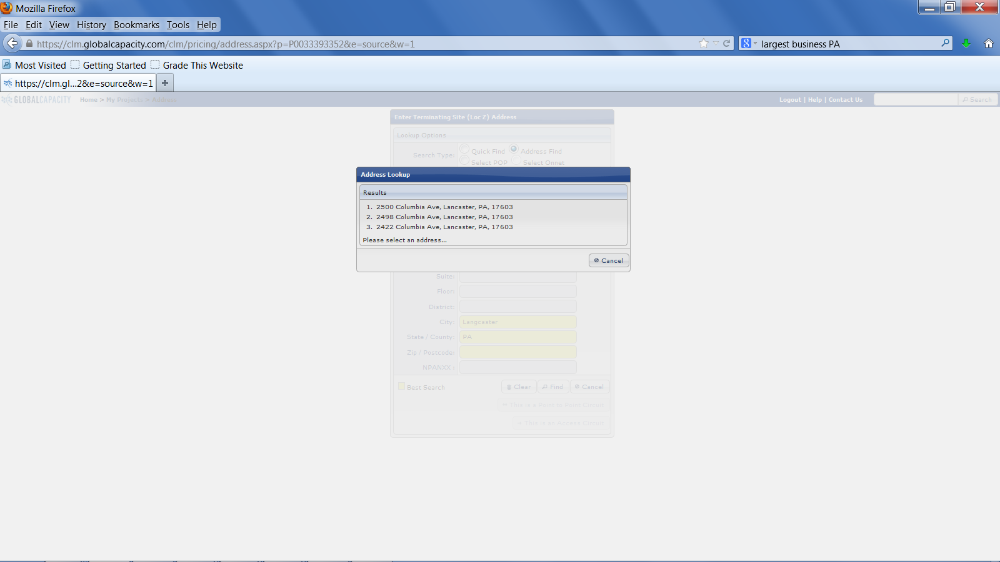 Mozilla Firefox
File Edit View History Bookmarks Tools Help
https://clm.globalcapacity.com/clm/pricing/address.aspx?p=P0033393352&e=source&w=1
8 largest business PA
Most Visited Getting Started Grade This Website
https://clm.gl...2&e=source&w=1 +
GLOBALCAPACITY Home > My Projects > Address Logout | Help | Contact Us Search
Enter Terminating Site (Loc Z) Address
Lookup Options
Search Type: Quick Find Address Find
Select POP Select Onnet
Address Lookup
Results
1. 2500 Columbia Ave, Lancaster, PA, 17603
2. 2498 Columbia Ave, Lancaster, PA, 17603
3. 2422 Columbia Ave, Lancaster, PA, 17603
Please select an address...
Cancel
Suite:
Floor:
District:
City: Langcaster
State / County: PA
Zip / Postcode:
NPANXX :
Best Search Clear Find Cancel
This is a Point to Point Circuit
This is an Access Circuit